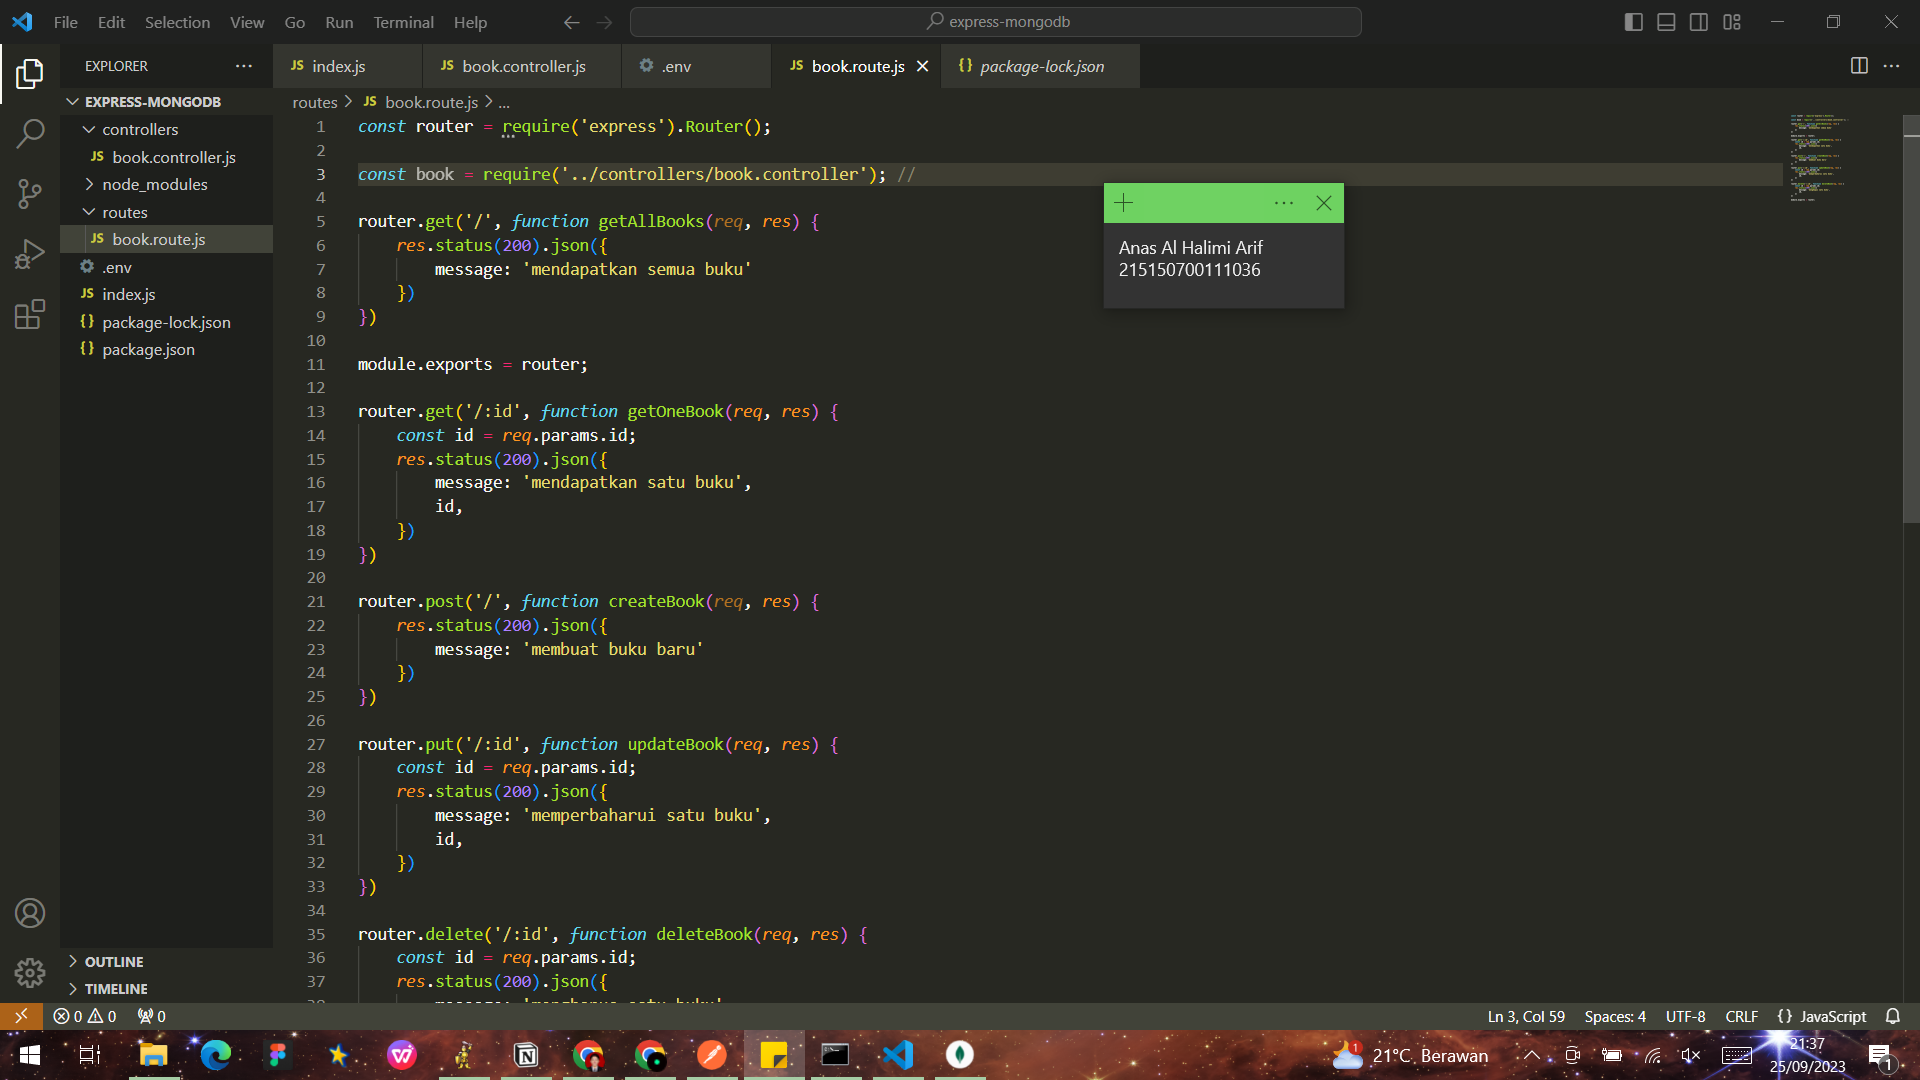 File Edit Selection View Go Run Terminal Help
express-mongodb
EXPLORER
index.js
book.controller.js
.env
book.route.js
package-lock.json
EXPRESS-MONGODB
controllers
book.controller.js
node_modules
routes
book.route.js
.env
index.js
package-lock.json
package.json
OUTLINE
TIMELINE
routes > JS book.route.js > ...
1 const router = require('express').Router();
2
3 const book = require('../controllers/book.controller'); //
4
5 router.get('/', function getAllBooks(req, res) {
6 res.status(200).json({
7 message: 'mendapatkan semua buku'
8 })
9 })
10
11 module.exports = router;
12
13 router.get('/:id', function getOneBook(req, res) {
14 const id = req.params.id;
15 res.status(200).json({
16 message: 'mendapatkan satu buku',
17 id,
18 })
19 })
20
21 router.post('/', function createBook(req, res) {
22 res.status(200).json({
23 message: 'membuat buku baru'
24 })
25 })
26
27 router.put('/:id', function updateBook(req, res) {
28 const id = req.params.id;
29 res.status(200).json({
30 message: 'memperbaharui satu buku',
31 id,
32 })
33 })
34
35 router.delete('/:id', function deleteBook(req, res) {
36 const id = req.params.id;
37 res.status(200).json({
Anas Al Halimi Arif
215150700111036
0 0 0
Ln 3, Col 59 Spaces: 4 UTF-8 CRLF {} JavaScript
21°C Berawan
21:37
25/09/2023